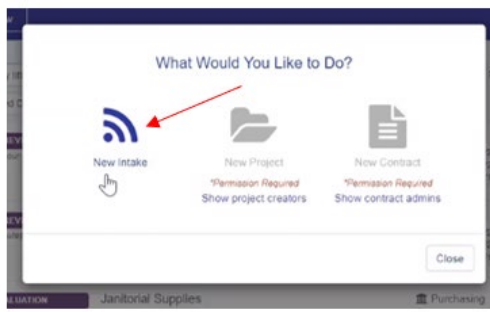 What Would You Like to Do?
New Intake
New Project
New Contract
*Permission Required
*Permission Required
Show project creators
Show contract admins
Close
Janitorial Supplies
Purchasing